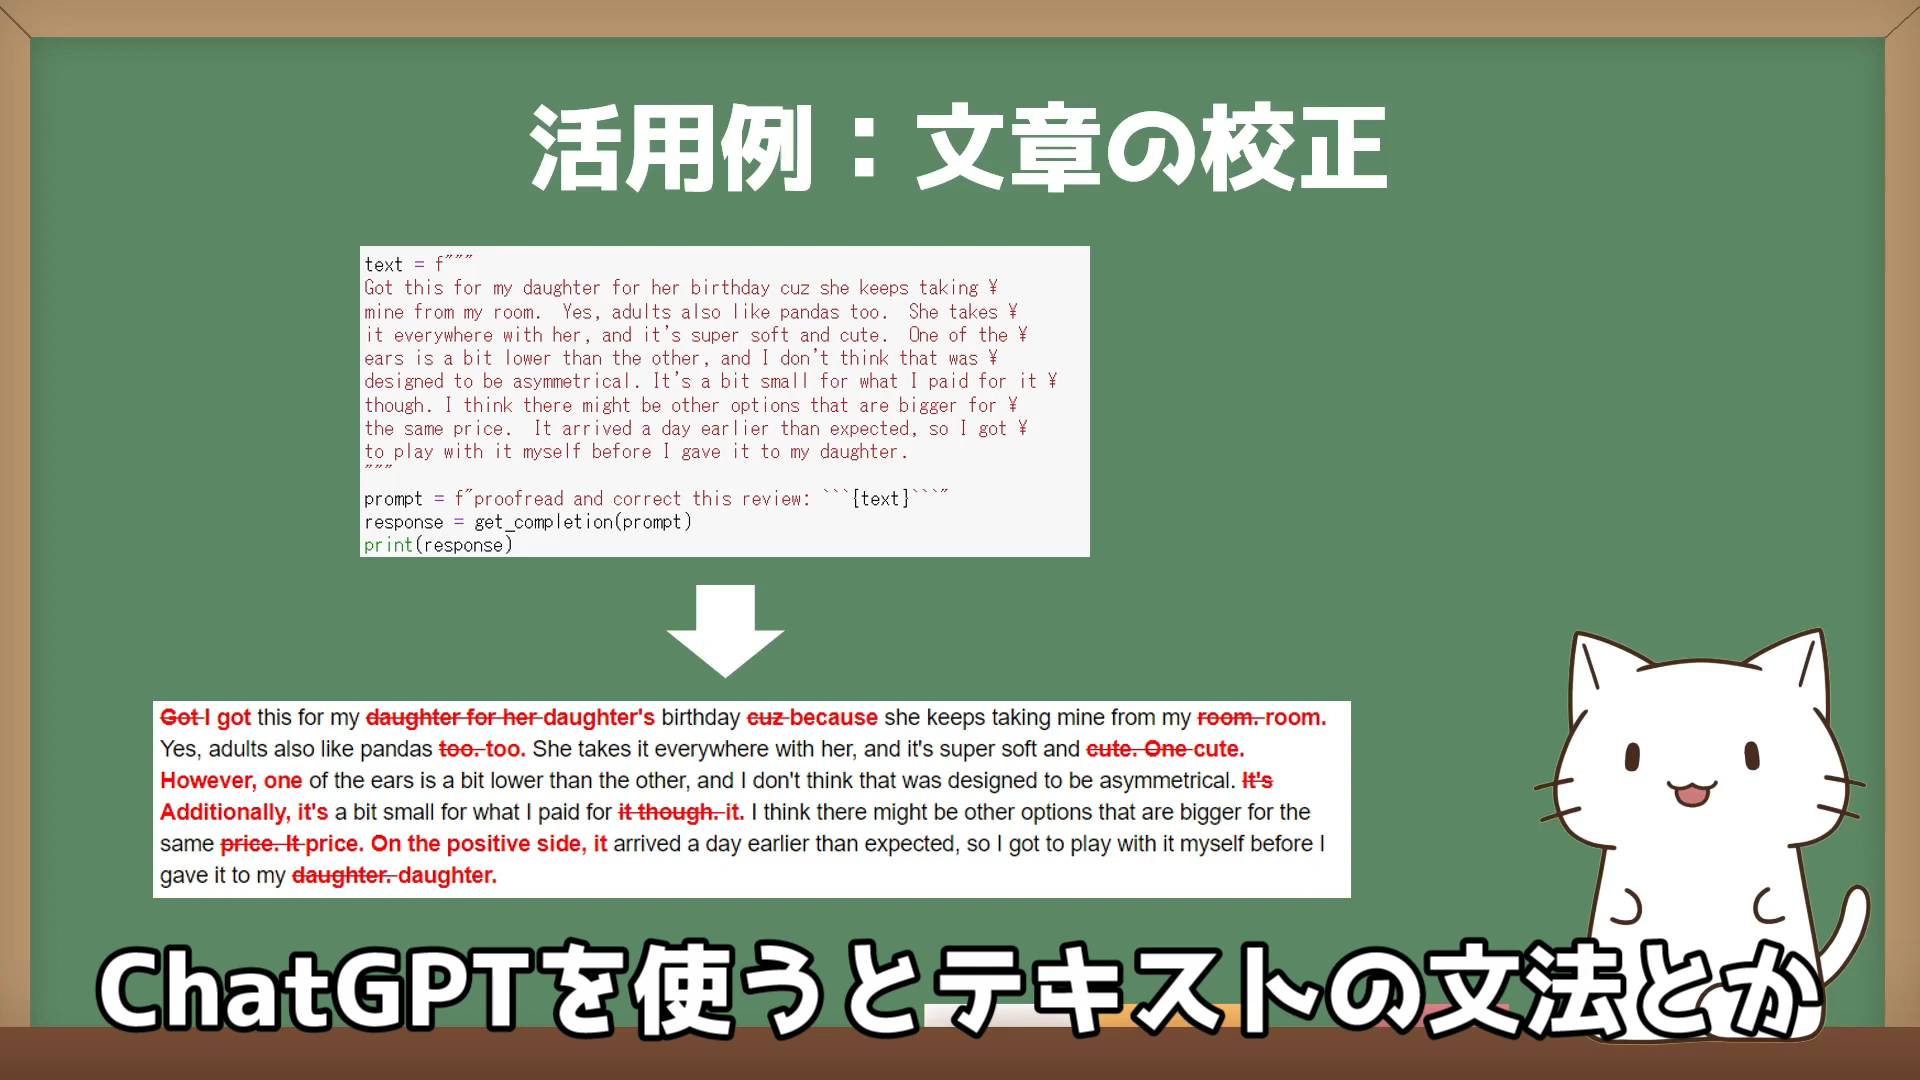 活用例：文章の校正
text = f"""
Got this for my daughter for her birthday cuz she keeps taking ¥
mine from my room.  Yes, adults also like pandas too.  She takes ¥
it everywhere with her, and it's super soft and cute.  One of the ¥
ears is a bit lower than the other, and I don't think that was ¥
designed to be asymmetrical. It's a bit small for what I paid for it ¥
though. I think there might be other options that are bigger for ¥
the same price.  It arrived a day earlier than expected, so I got ¥
to play with it myself before I gave it to my daughter.
"""
prompt = f"proofread and correct this review: ```{text}```"
response = get_completion(prompt)
print(response)
Got I got this for my daughter for her daughter's birthday cuz because she keeps taking mine from my room. room.
Yes, adults also like pandas too. too. She takes it everywhere with her, and it's super soft and cute. One cute.
However, one of the ears is a bit lower than the other, and I don't think that was designed to be asymmetrical. It's
Additionally, it's a bit small for what I paid for it though. it. I think there might be other options that are bigger for the
same price. It price. On the positive side, it arrived a day earlier than expected, so I got to play with it myself before I
gave it to my daughter. daughter.
ChatGPTを使うとテキストの文法とか